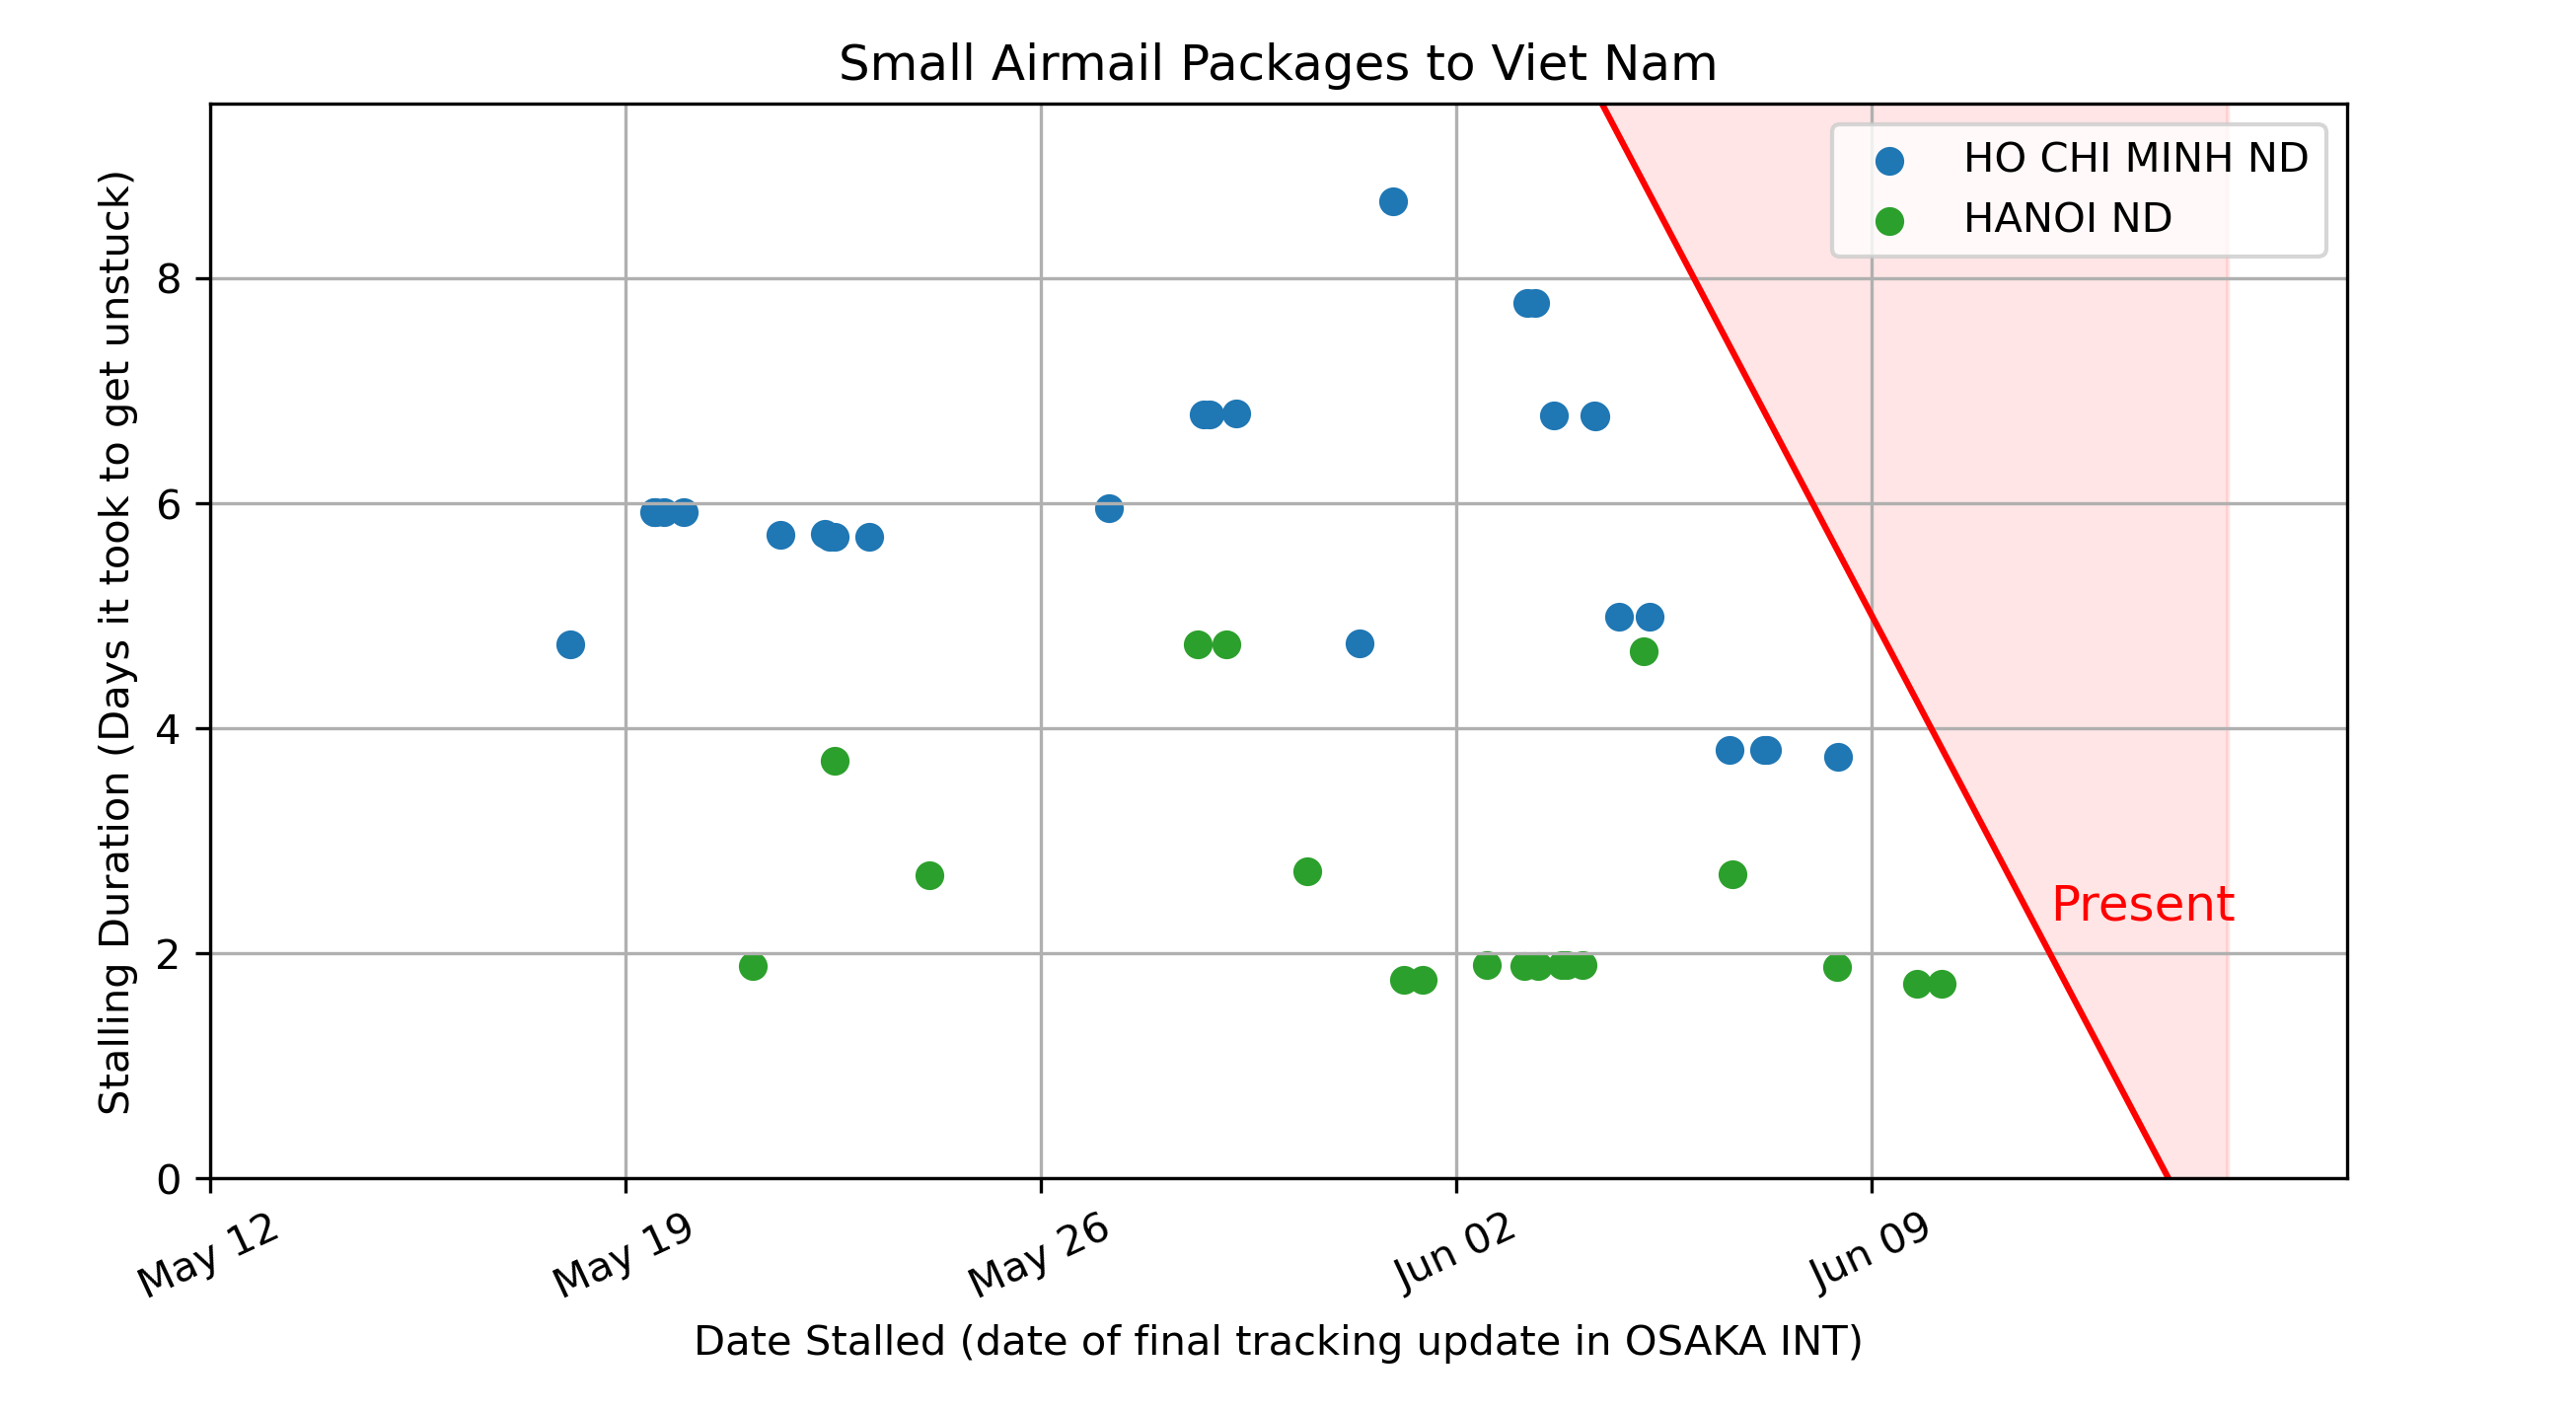 Small Airmail Packages to Viet Nam
HO CHI MINH ND
HANOI ND
Stalling Duration (Days it took to get unstuck)
8
6
4
2
0
Present
May 12
May 19
May 26
Jun 02
Jun 09
Date Stalled (date of final tracking update in OSAKA INT)